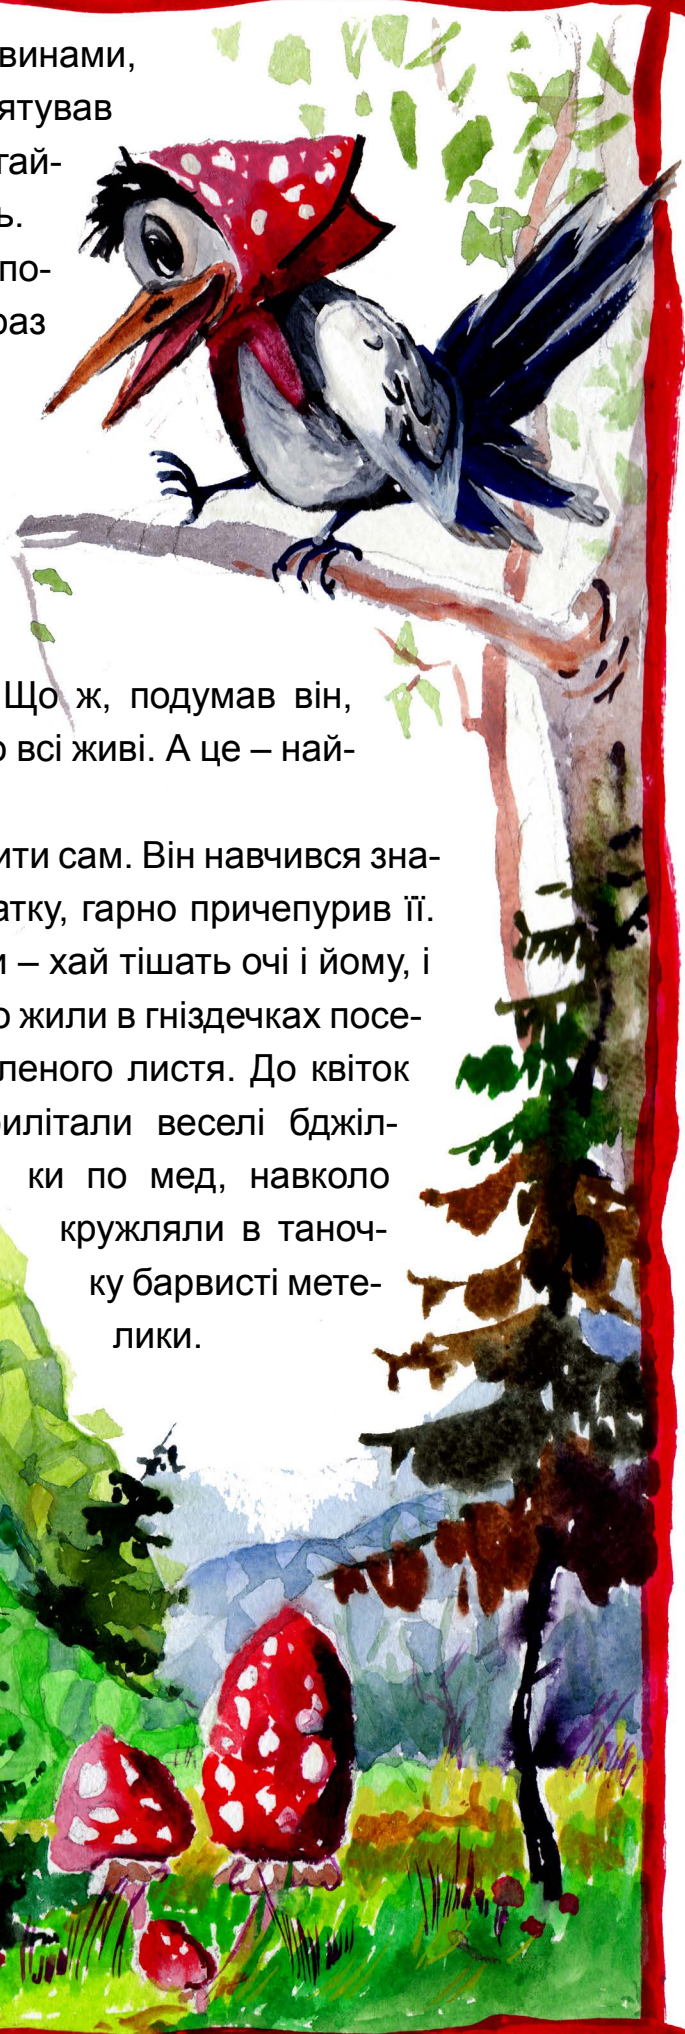 винами,
ятував
гай-
ь.
по-
раз
Що ж, подумав він,
о всі живі. А це – най-
ити сам. Він навчився зна-
атку, гарно причепурив її.
и – хай тішать очі і йому, і
о жили в гніздечках посе-
леного листя. До квіток
рилітали веселі бджіл-
ки по мед, навколо
кружляли в таноч-
ку барвисті мете-
лики.